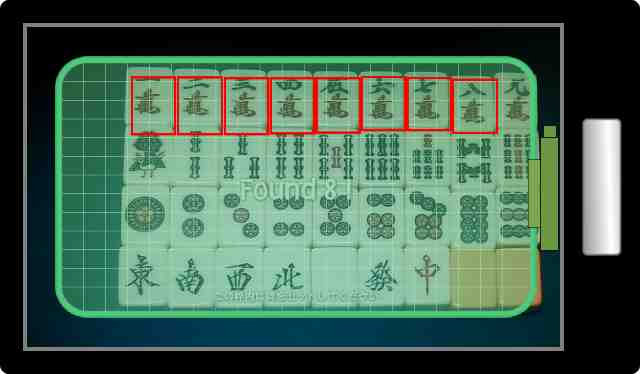 一 二 三 四 伍 六 七 八 九
萬 萬 萬 萬 萬 萬 萬 萬 萬
Found 8 !
東 南 西 北 發 中